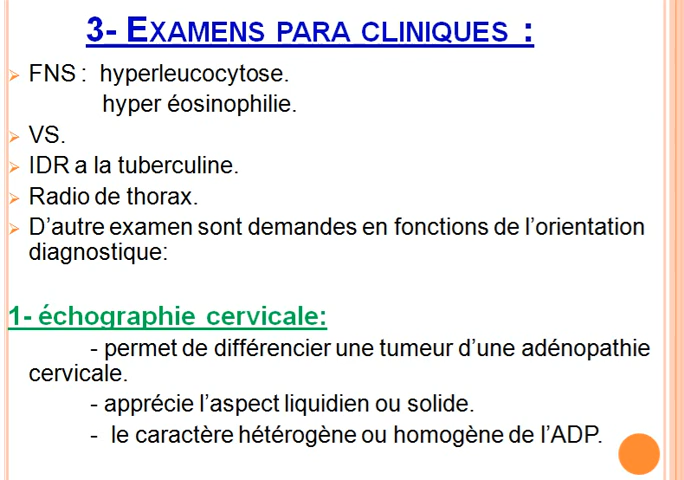 3- EXAMENS PARA CLINIQUES :
FNS : hyperleucocytose.
hyper éosinophilie.
VS.
IDR a la tuberculine.
Radio de thorax.
D'autre examen sont demandes en fonctions de l'orientation
diagnostique:
1- échographie cervicale:
- permet de différencier une tumeur d'une adénopathie
cervicale.
- apprécie l'aspect liquidien ou solide.
- le caractère hétérogène ou homogène de l'ADP.